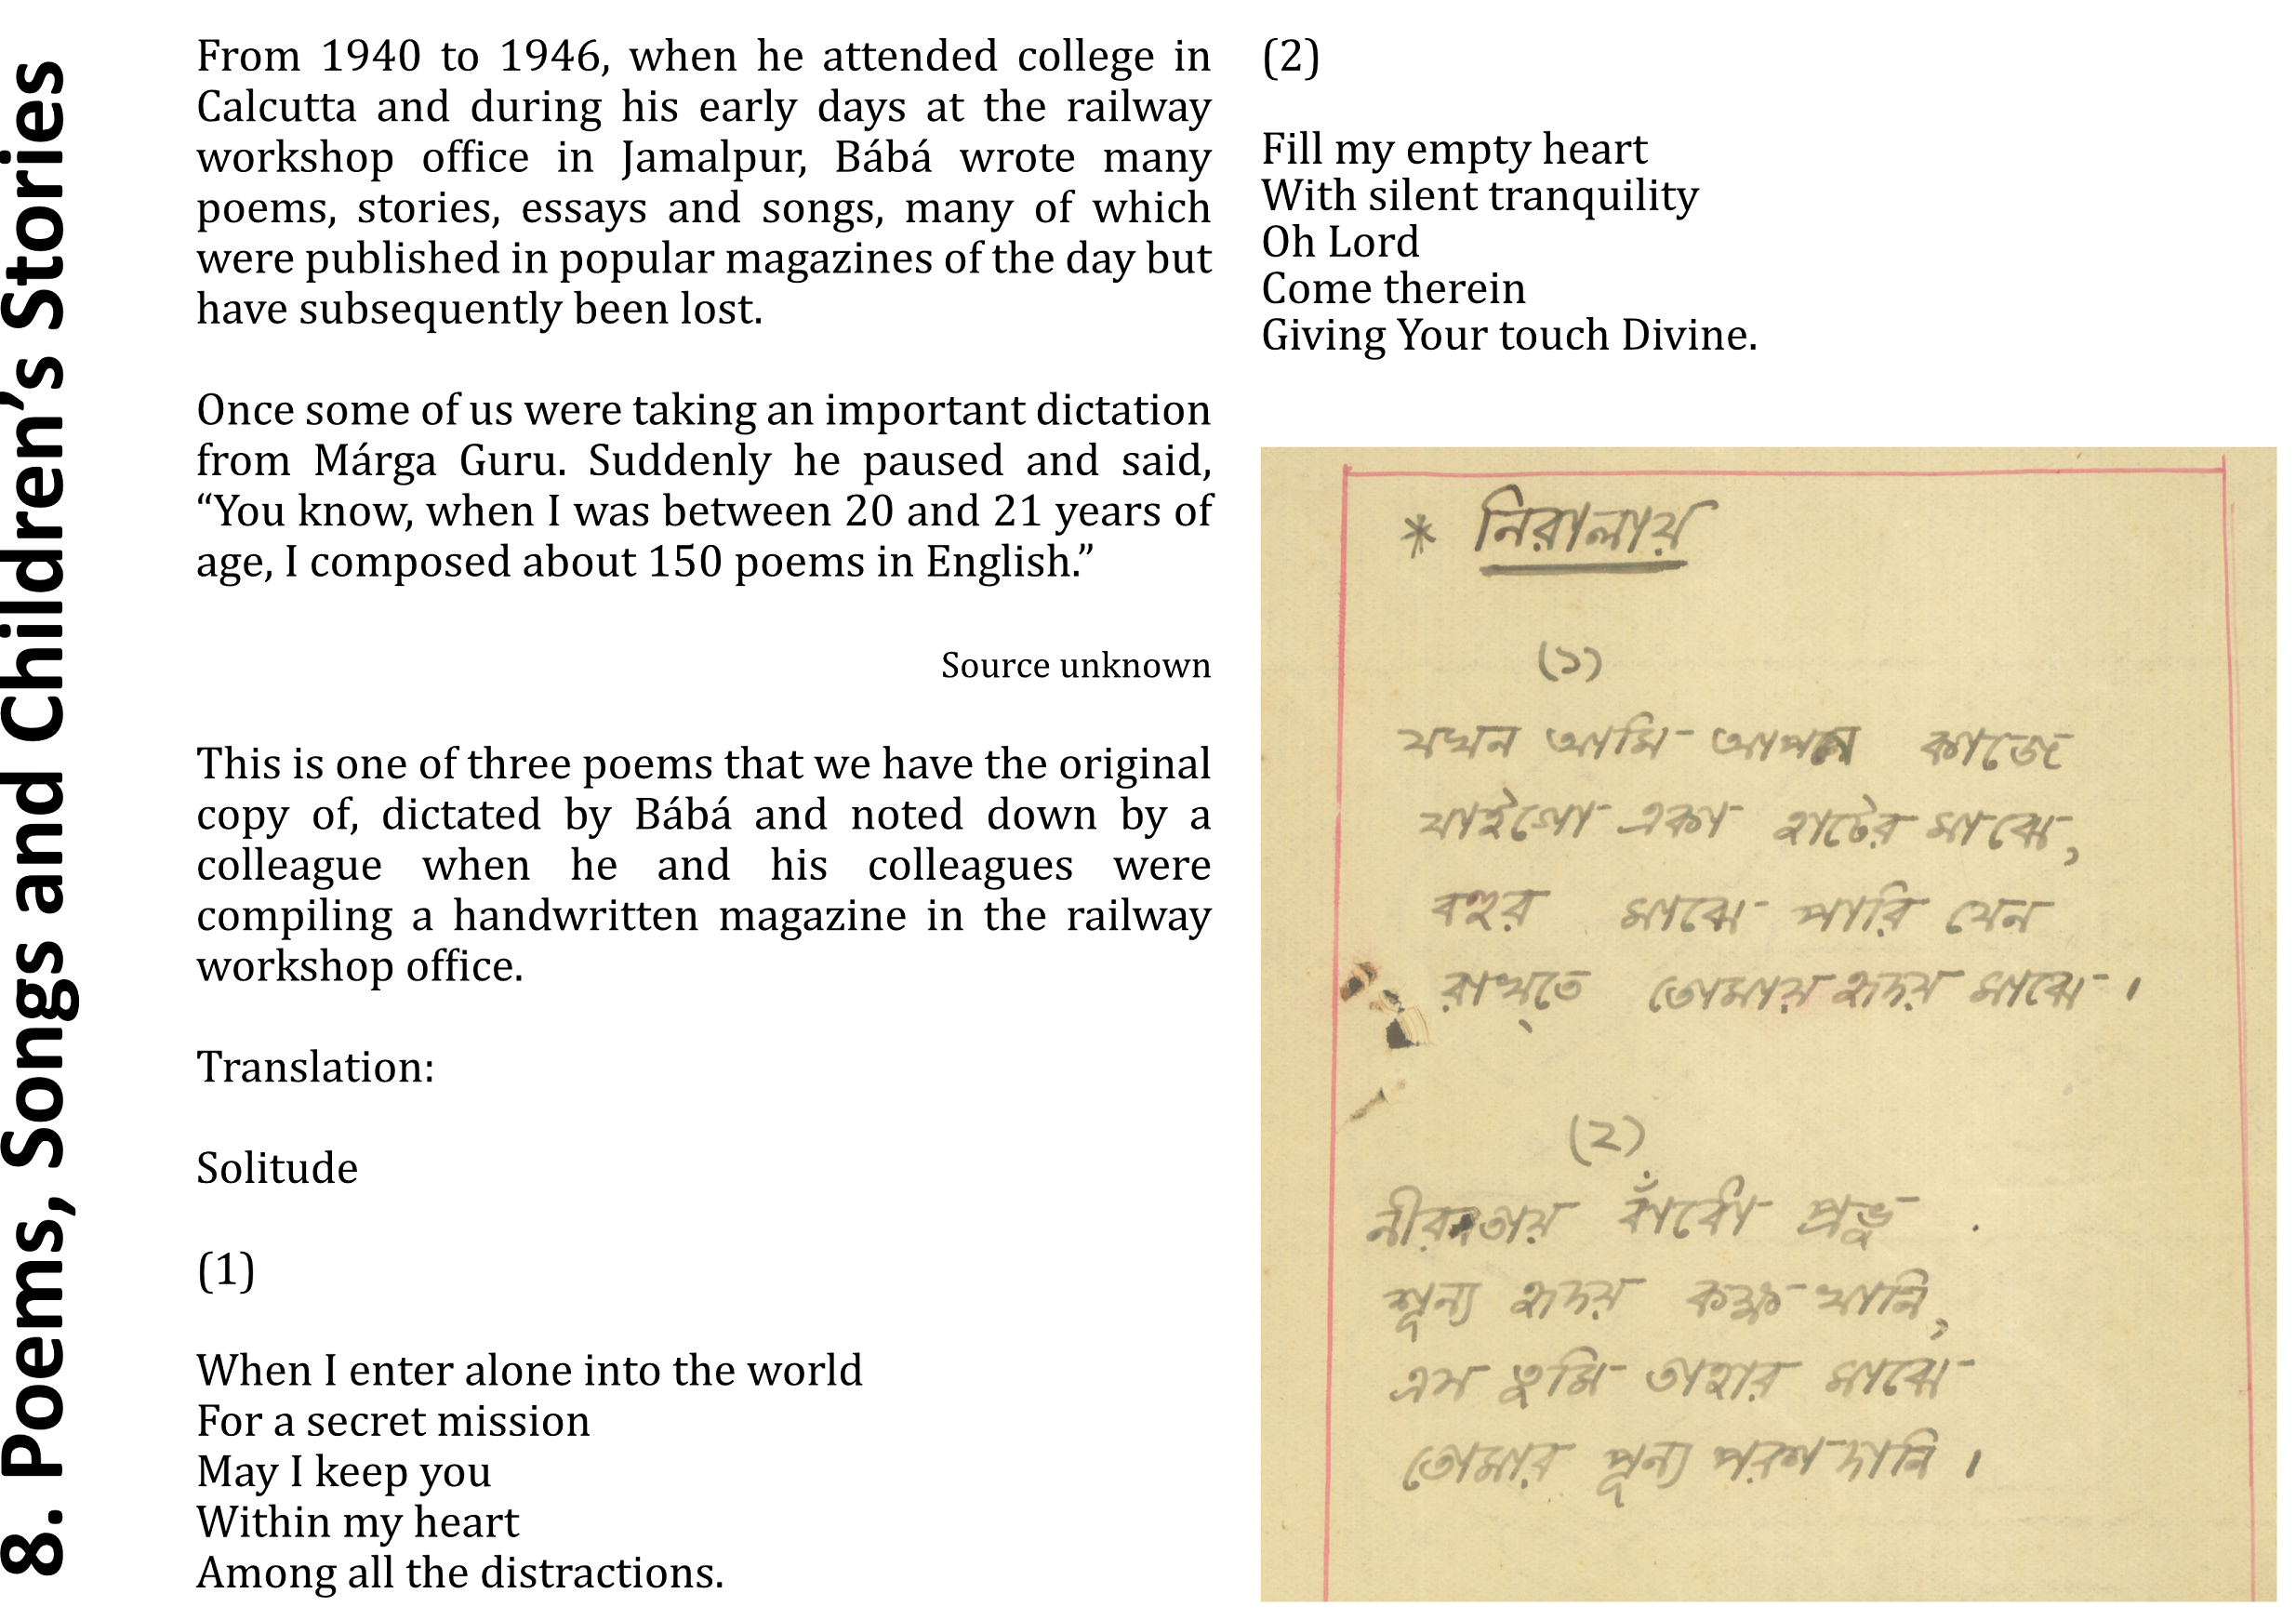 8. Poems, Songs and Children's Stories
From 1940 to 1946, when he attended college in
Calcutta and during his early days at the railway
workshop office in Jamalpur, Bábá wrote many
poems, stories, essays and songs, many of which
were published in popular magazines of the day but
have subsequently been lost.
Once some of us were taking an important dictation
from Márga Guru. Suddenly he paused and said,
“You know, when I was between 20 and 21 years of
age, I composed about 150 poems in English.”
Source unknown
This is one of three poems that we have the original
copy of, dictated by Bábá and noted down by a
colleague when he and his colleagues were
compiling a handwritten magazine in the railway
workshop office.
Translation:
Solitude
(1)
When I enter alone into the world
For a secret mission
May I keep you
Within my heart
Among all the distractions.
(2)
Fill my empty heart
With silent tranquility
Oh Lord
Come therein
Giving Your touch Divine.
* নিরালায়
(১)
যখন আমি আপন কাজে
যাইগো একা হাটের মাঝে,
বহুর মাঝে পারি যেন
রাখ্তে তোমায় হৃদয় মাঝে।
(২)
নীরবতায় প্রভু
শূন্য হৃদয় কক্ষ খানি,
এস তুমি তাহার মাঝে
তোমার পূন্য পরশ দানি।